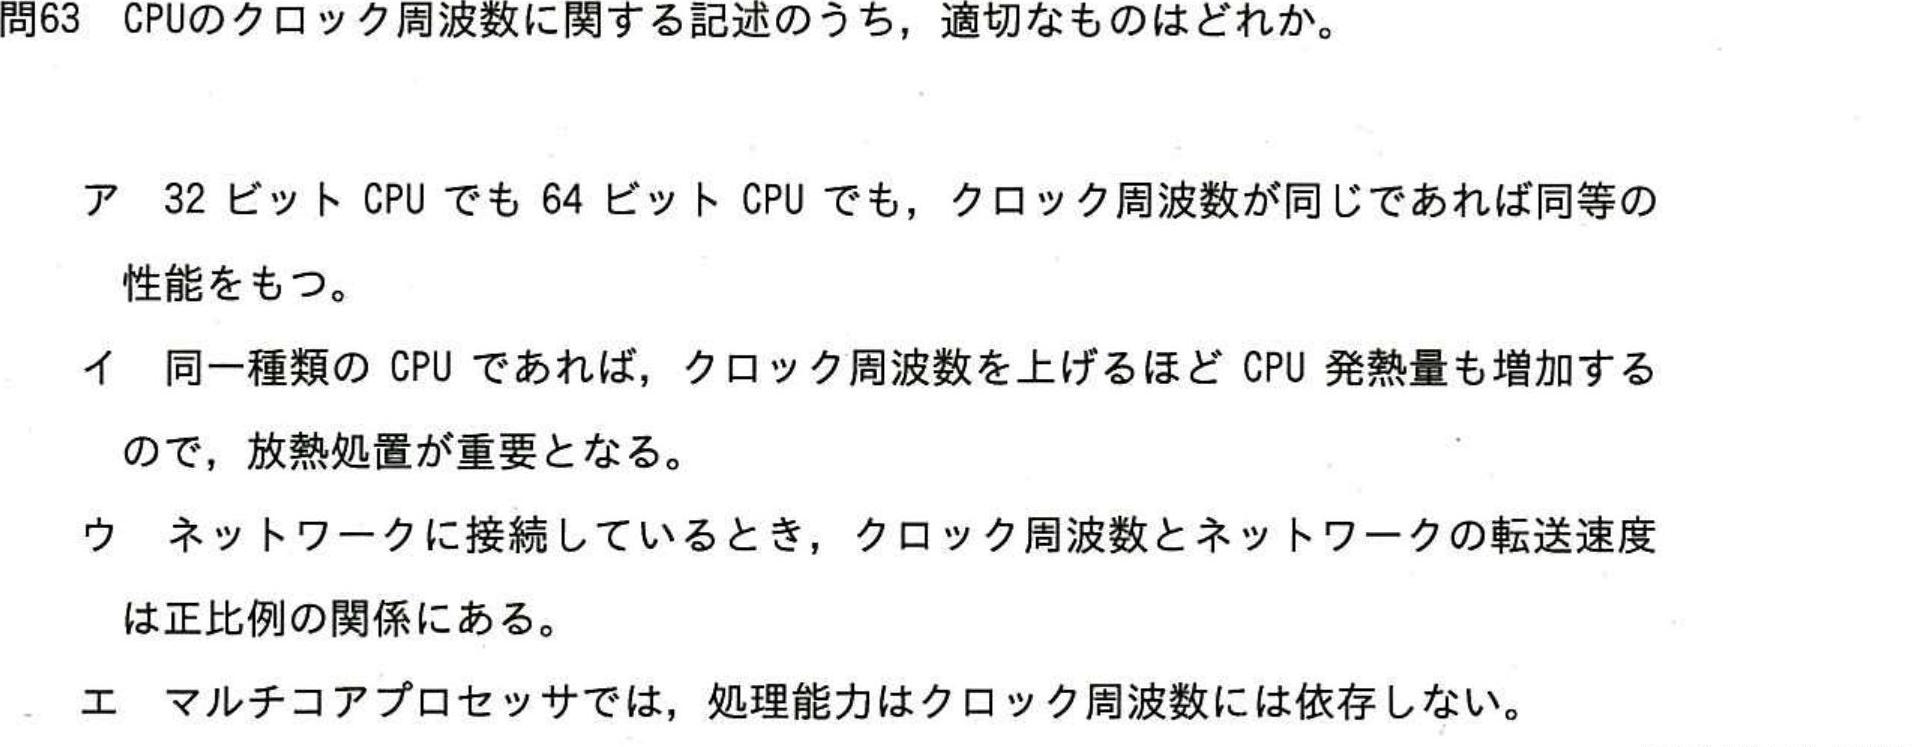 問63　CPUのクロック周波数に関する記述のうち，適切なものはどれか。
ア　32 ビット CPU でも 64 ビット CPU でも，クロック周波数が同じであれば同等の
性能をもつ。
イ　同一種類の CPU であれば，クロック周波数を上げるほど CPU 発熱量も増加する
ので，放熱処置が重要となる。
ウ　ネットワークに接続しているとき，クロック周波数とネットワークの転送速度
は正比例の関係にある。
エ　マルチコアプロセッサでは，処理能力はクロック周波数には依存しない。